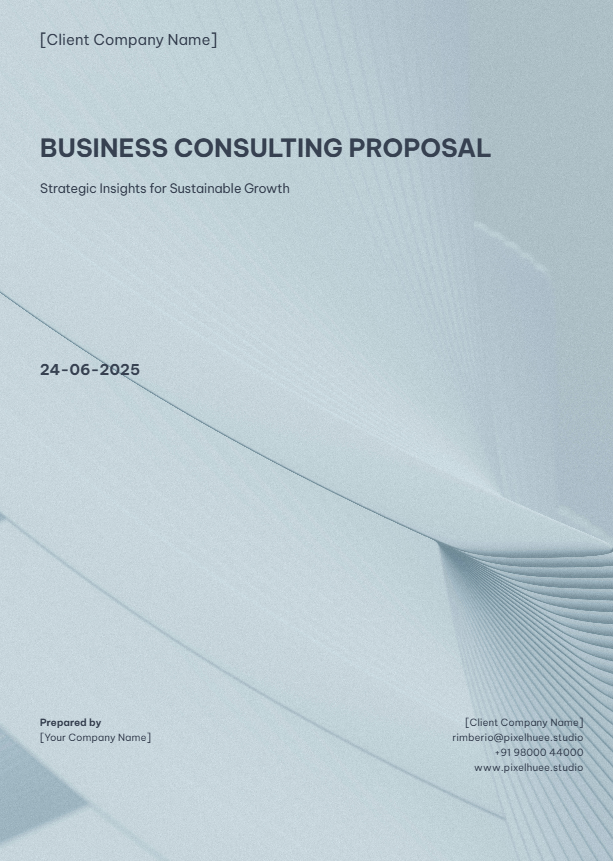 [Client Company Name]
BUSINESS CONSULTING PROPOSAL
Strategic Insights for Sustainable Growth
24-06-2025
Prepared by
[Your Company Name]
[Client Company Name]
rimberio@pixelhuee.studio
+91 98000 44000
www.pixelhuee.studio